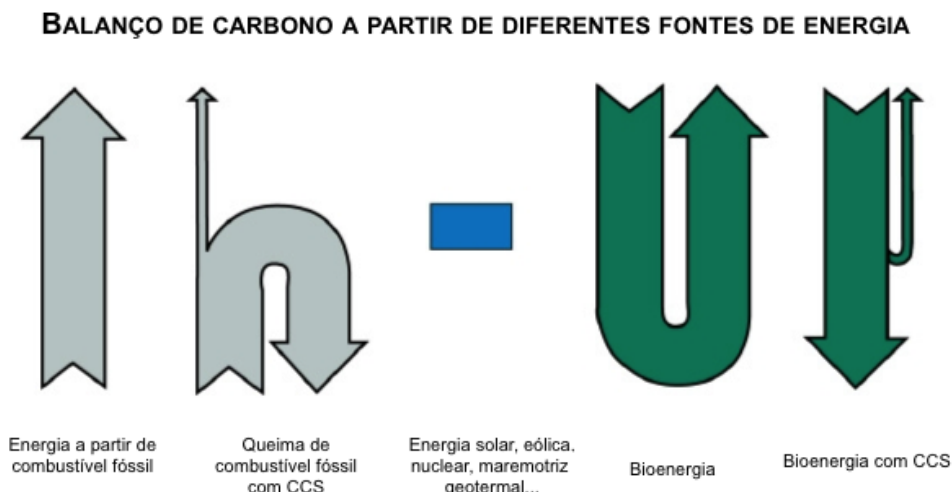 BALANÇO DE CARBONO A PARTIR DE DIFERENTES FONTES DE ENERGIA
Energia a partir de
combustível fóssil
Queima de
combustível fóssil
com CCS
Energia solar, eólica,
nuclear, maremotriz
geotermal...
Bioenergia
Bioenergia com CCS